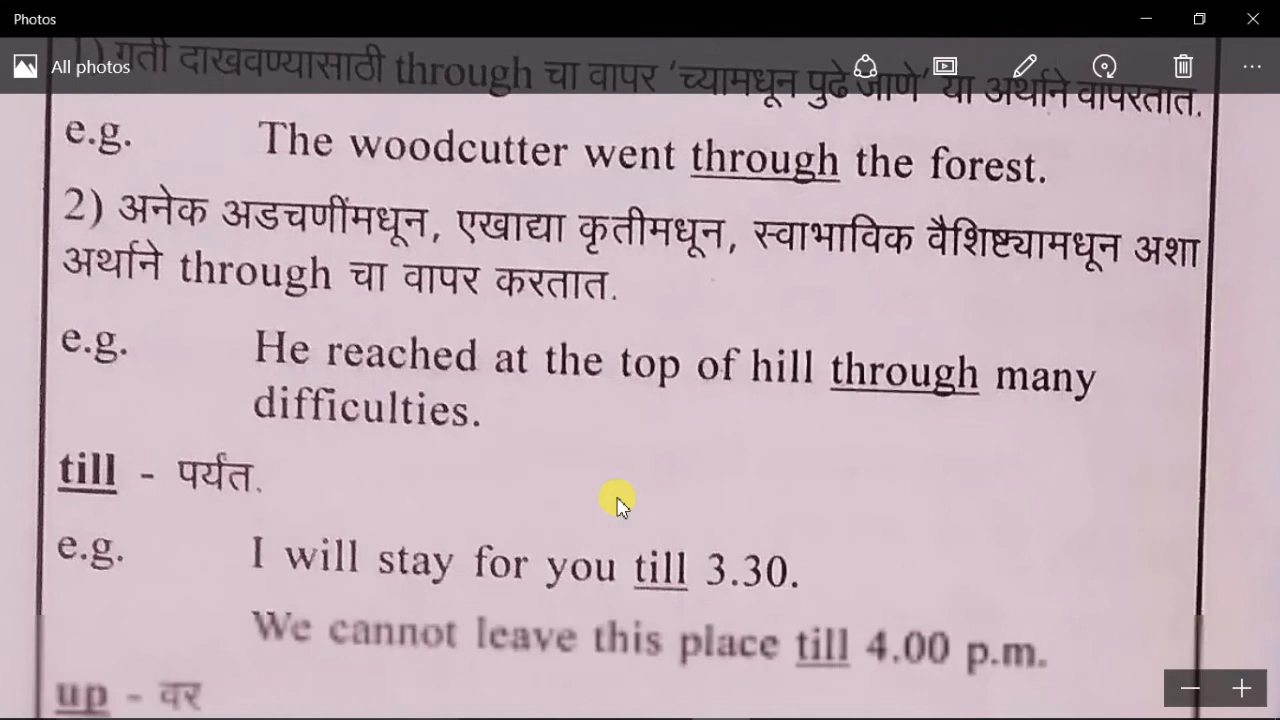 Photos
All photos
1) गती दाखवण्यासाठी through चा वापर 'च्यामधून पुढे जाणे' या अर्थाने वापरतात.
e.g. The woodcutter went through the forest.
2) अनेक अडचणींमधून, एखाद्या कृतीमधून, स्वाभाविक वैशिष्ट्यामधून अशा
अर्थाने through चा वापर करतात.
e.g. He reached at the top of hill through many
difficulties.
till - पर्यंत.
e.g. I will stay for you till 3.30.
We cannot leave this place till 4.00 p.m.
up - वर